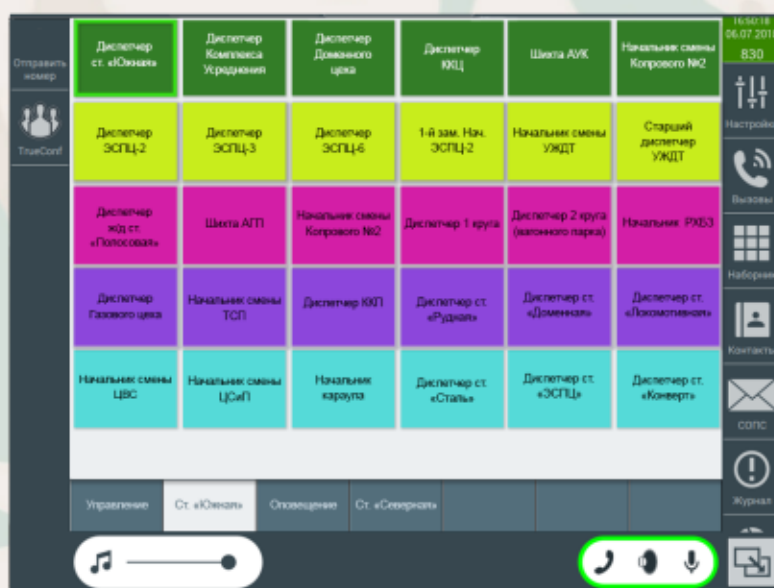 16:50:18
06.07.2018
830
Отправить
номер
TrueConf
Диспетчер
ст. «Южная»
Диспетчер
Комплекса
Усреднения
Диспетчер
Доменного
цеха
Диспетчер
ККЦ
Шихта АУК
Начальник смены
Копрового №2
Диспетчер
ЭСПЦ-2
Диспетчер
ЭСПЦ-3
Диспетчер
ЭСПЦ-6
1-й зам. Нач.
ЭСПЦ-2
Начальник смены
УЖДТ
Старший
диспетчер
УЖДТ
Диспетчер
ж/д ст.
«Полосовая»
Шихта АГП
Начальник смены
Копрового №2
Диспетчер 1 круга
Диспетчер 2 круга
(вагонного парка)
Начальник РХБЗ
Диспетчер
Газового цеха
Начальник смены
ТСП
Диспетчер ККП
Диспетчер ст.
«Рудная»
Диспетчер ст.
«Доменная»
Диспетчер ст.
«Локомотивная»
Начальник смены
ЦВС
Начальник смены
ЦСиП
Начальник
караула
Диспетчер ст.
«Сталь»
Диспетчер ст.
«ЭСПЦ»
Диспетчер ст.
«Конверт»
Управление
Ст. «Южная»
Оповещение
Ст. «Северная»
Настройки
Вызовы
Наборник
Контакты
СОПС
Журнал